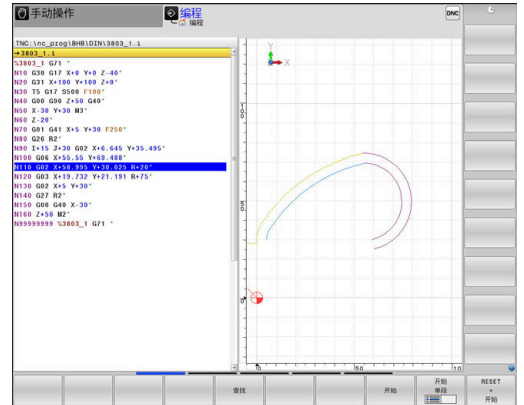 手动操作
编程
编程
DNC
TNC:\nc_prog\BHB\DIN\3803_1.i
→3803_1.i
%3803_1 G71 *
N10 G30 G17 X+0 Y+0 Z-40*
N20 G31 X+100 Y+100 Z+0*
N30 T5 G17 S500 F100*
N40 G00 G90 Z+50 G40*
N50 X-30 Y+30 M3*
N60 Z-20*
N70 G01 G41 X+5 Y+30 F250*
N80 G26 R2*
N90 I+15 J+30 G02 X+6.645 Y+35.495*
N100 G06 X+55.55 Y+69.488*
N110 G02 X+58.995 Y+30.025 R+20*
N120 G03 X+19.732 Y+21.191 R+75*
N130 G02 X+5 Y+30*
N140 G27 R2*
N150 G00 G40 X-30*
N160 Z+50 M2*
N99999999 %3803_1 G71 *
Y
X
100
50
0
0
50
10
查找
开始
开始
单段
RESET
+
开始